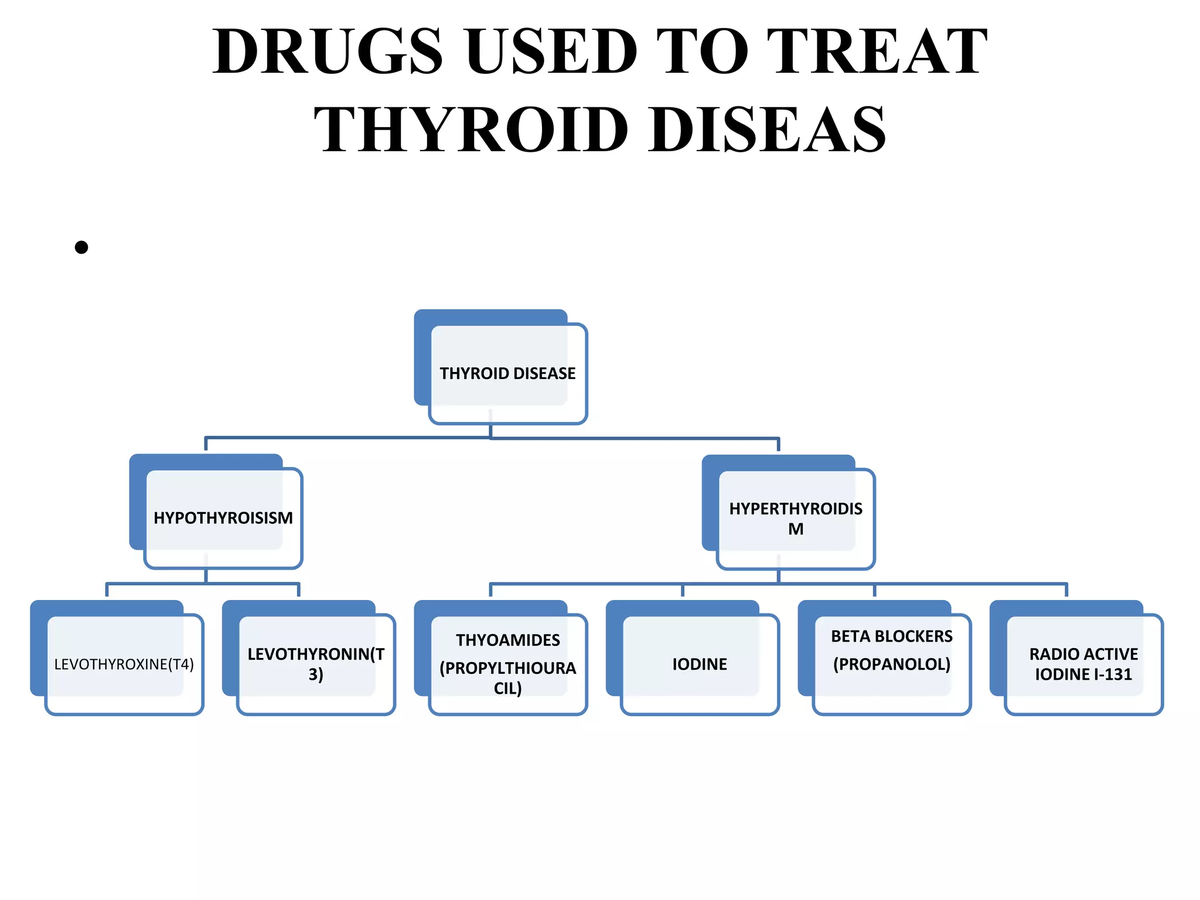 DRUGS USED TO TREAT
THYROID DISEAS
•
THYROID DISEASE
HYPOTHYROISISM
HYPERTHYROIDIS
M
LEVOTHYROXINE(T4)
LEVOTHYRONIN(T
3)
THYOAMIDES
(PROPYLTHIOURA
CIL)
IODINE
BETA BLOCKERS
(PROPANOLOL)
RADIO ACTIVE
IODINE I-131